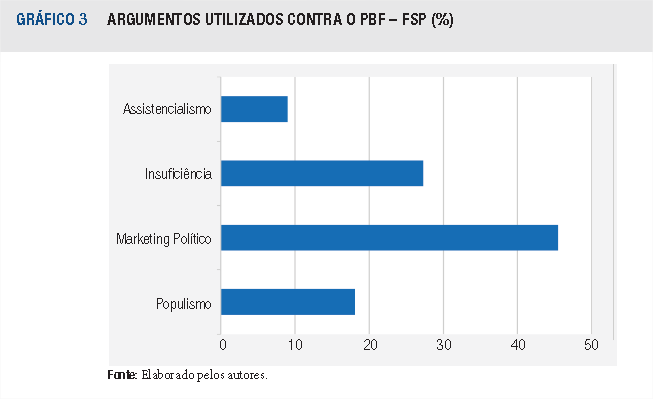 GRÁFICO 3 ARGUMENTOS UTILIZADOS CONTRA O PBF – FSP (%)
Assistencialismo
Insuficiência
Marketing Político
Populismo
0 10 20 30 40 50
Fonte: Elaborado pelos autores.